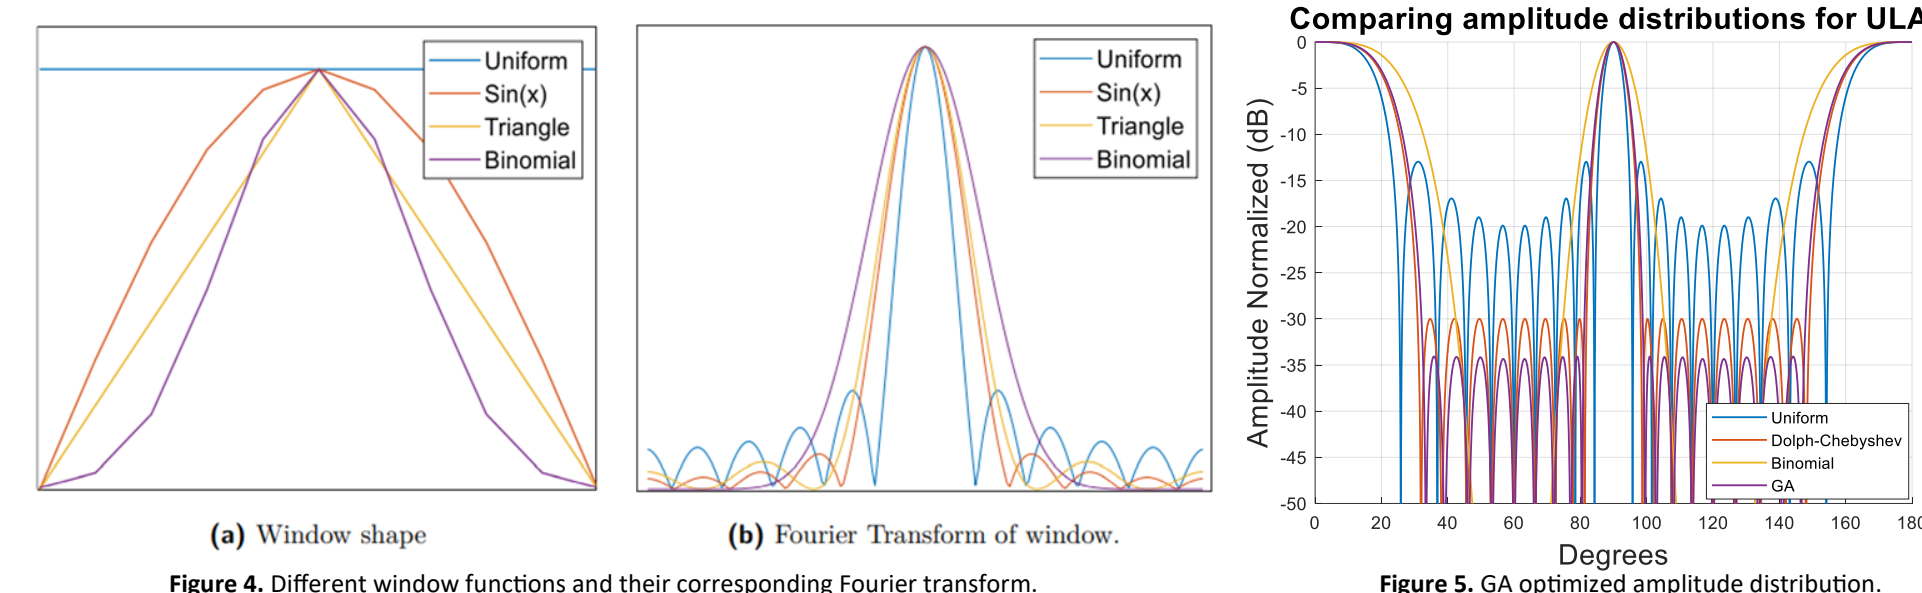 Uniform
Sin(x)
Triangle
Binomial
(a) Window shape
Uniform
Sin(x)
Triangle
Binomial
(b) Fourier Transform of window.
Figure 4. Different window functions and their corresponding Fourier transform.
Comparing amplitude distributions for ULA
Amplitude Normalized (dB)
0
-5
-10
-15
-20
-25
-30
-35
-40
-45
-50
Uniform
Dolph-Chebyshev
Binomial
GA
0 20 40 60 80 100 120 140 160 180
Degrees
Figure 5. GA optimized amplitude distribution.